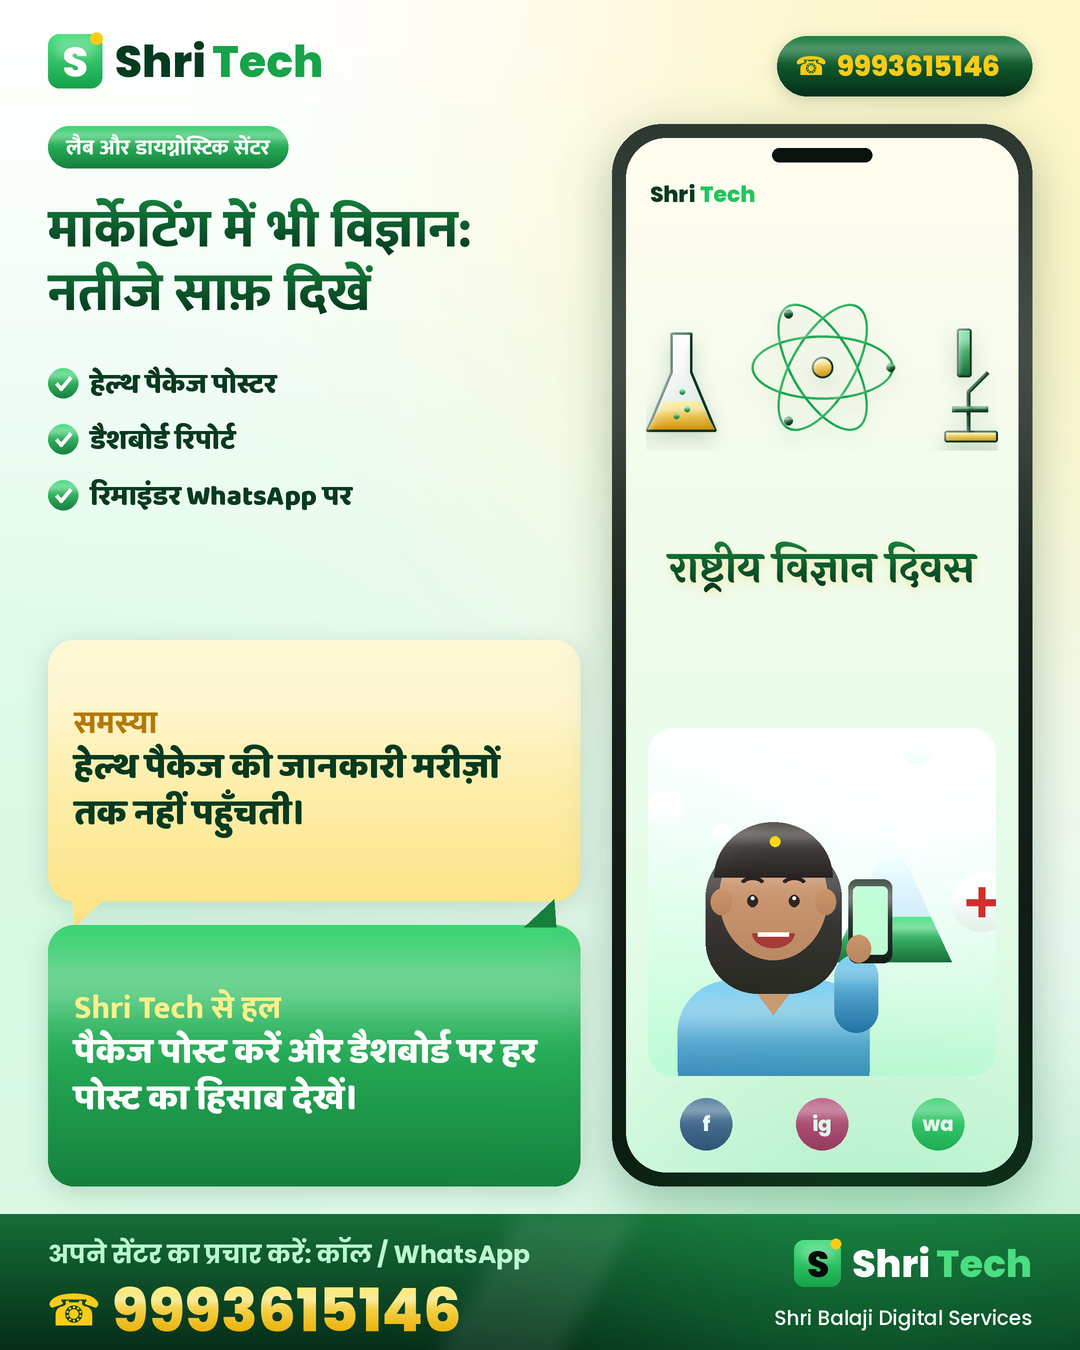 S Shri Tech
☎ 9993615146
लैब और डायग्नोस्टिक सेंटर
मार्केटिंग में भी विज्ञान:
नतीजे साफ़ दिखें
हेल्थ पैकेज पोस्टर
डैशबोर्ड रिपोर्ट
रिमाइंडर WhatsApp पर
समस्या
हेल्थ पैकेज की जानकारी मरीज़ों
तक नहीं पहुँचती।
Shri Tech से हल
पैकेज पोस्ट करें और डैशबोर्ड पर हर
पोस्ट का हिसाब देखें।
Shri Tech
राष्ट्रीय विज्ञान दिवस
f ig wa
अपने सेंटर का प्रचार करें: कॉल / WhatsApp
☎ 9993615146
S Shri Tech
Shri Balaji Digital Services